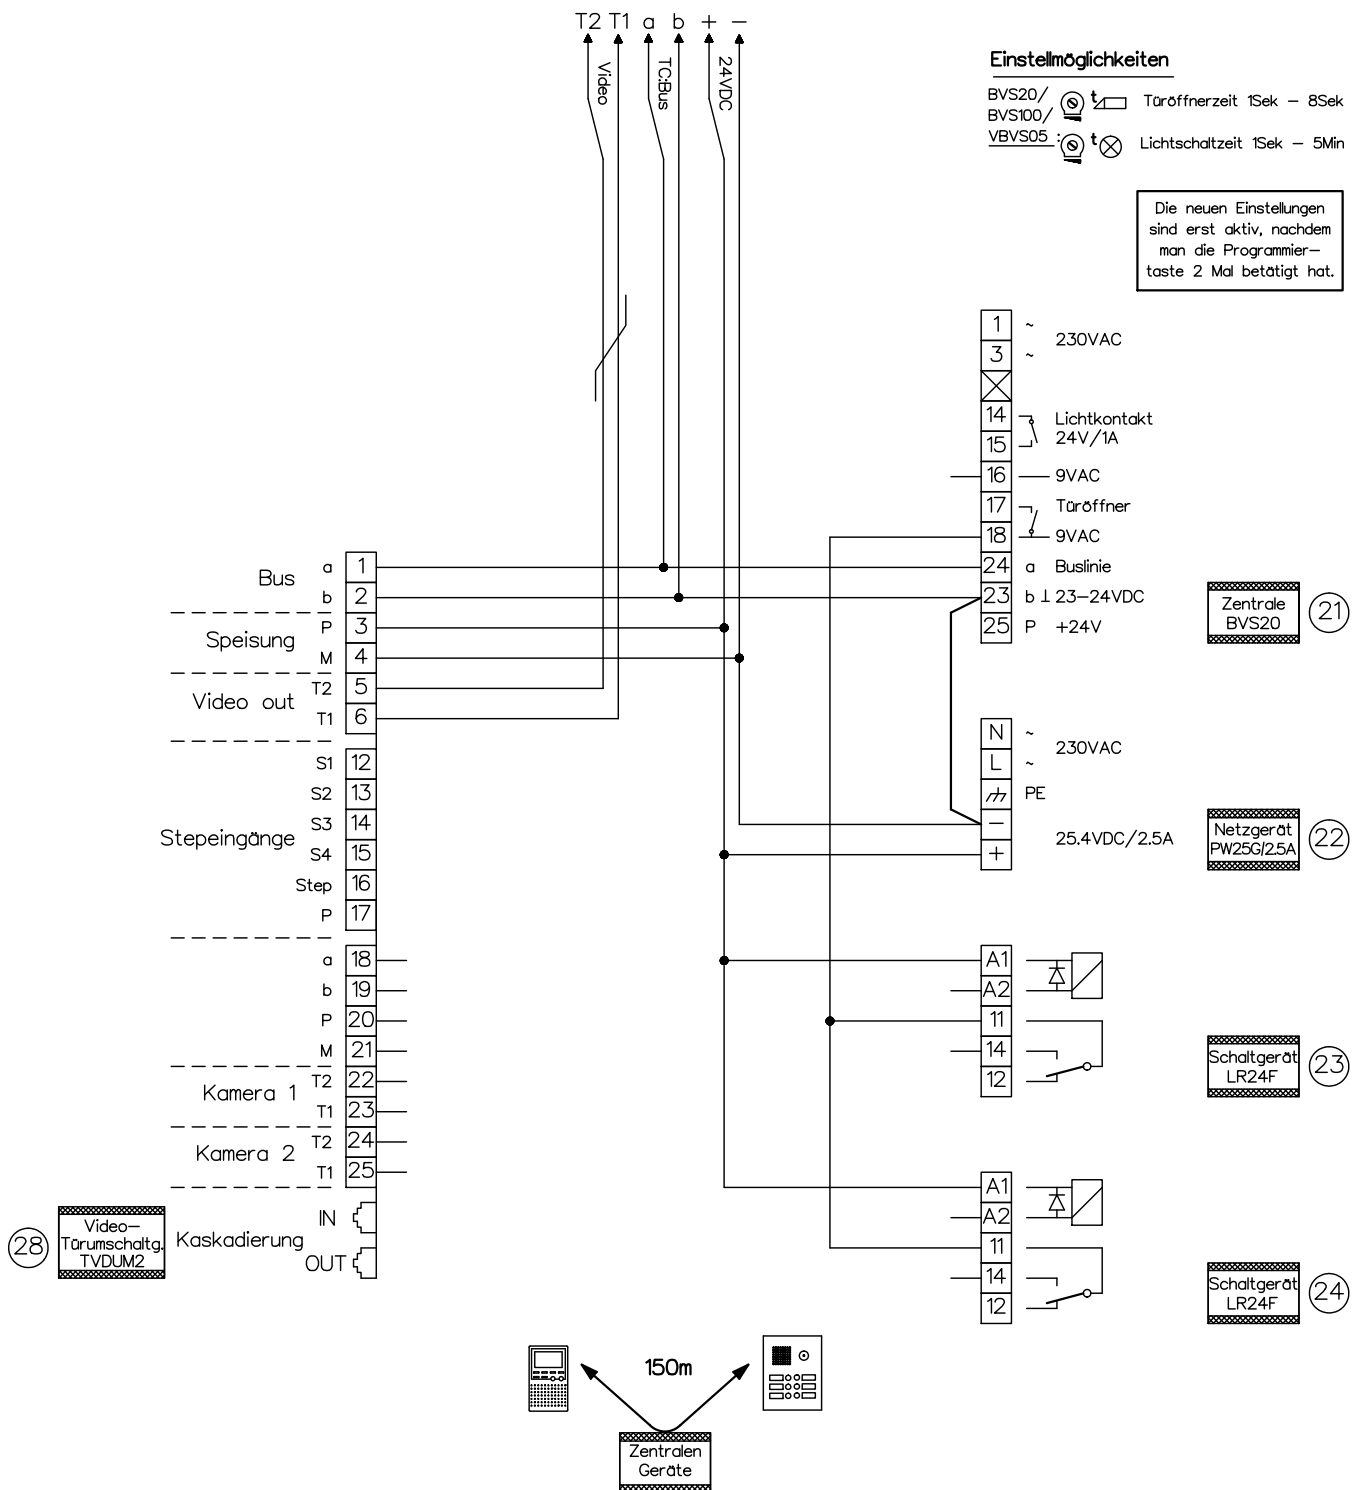 T2 T1 a b + −
Video
TC:Bus
24VDC
Einstellmöglichkeiten
BVS20/
BVS100/
VBVS05 :
t Türöffnerzeit 1Sek − 8Sek
t Lichtschaltzeit 1Sek − 5Min
Die neuen Einstellungen
sind erst aktiv, nachdem
man die Programmier−
taste 2 Mal betätigt hat.
1 ~
230VAC
3 ~
14
Lichtkontakt
15
24V/1A
16 9VAC
17 Türöffner
18 9VAC
24 a Buslinie
23 b ⊥ 23−24VDC
25 P +24V
Zentrale
BVS20
21
N ~
230VAC
L ~
PE
−
25.4VDC/2.5A
+
Netzgerät
PW25G/2.5A
22
A1
A2
11
14
12
Schaltgerät
LR24F
23
A1
A2
11
14
12
Schaltgerät
LR24F
24
Bus
a 1
b 2
Speisung
P 3
M 4
Video out
T2 5
T1 6
Stepeingänge
S1 12
S2 13
S3 14
S4 15
Step 16
P 17
a 18
b 19
P 20
M 21
Kamera 1
T2 22
T1 23
Kamera 2
T2 24
T1 25
Kaskadierung
IN
OUT
28
Video−
Türumschaltg.
TVDUM2
150m
Zentralen
Geräte